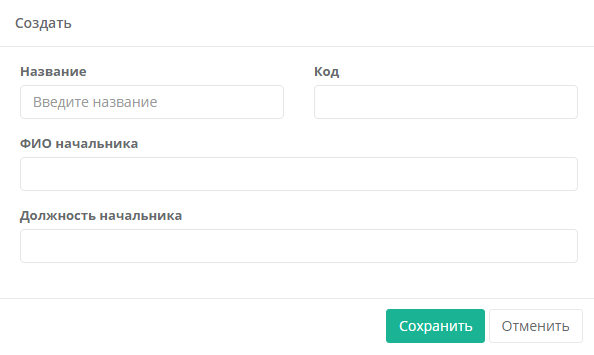 Создать
Название Код
Введите название
ФИО начальника
Должность начальника
Сохранить Отменить